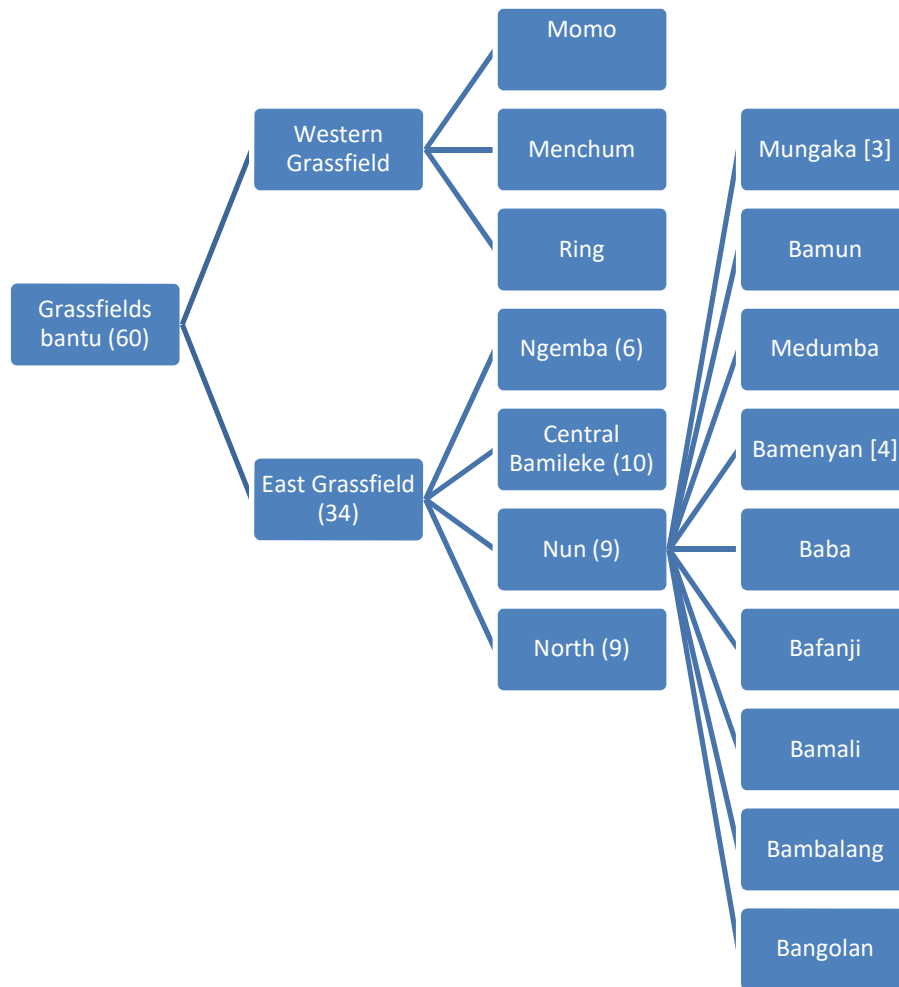 Momo
Western
Grassfield
Menchum
Mungaka [3]
Ring
Bamun
Grassfields
bantu (60)
Ngemba (6)
Medumba
Central
Bamileke (10)
Bamenyan [4]
East Grassfield
(34)
Nun (9)
Baba
North (9)
Bafanji
Bamali
Bambalang
Bangolan